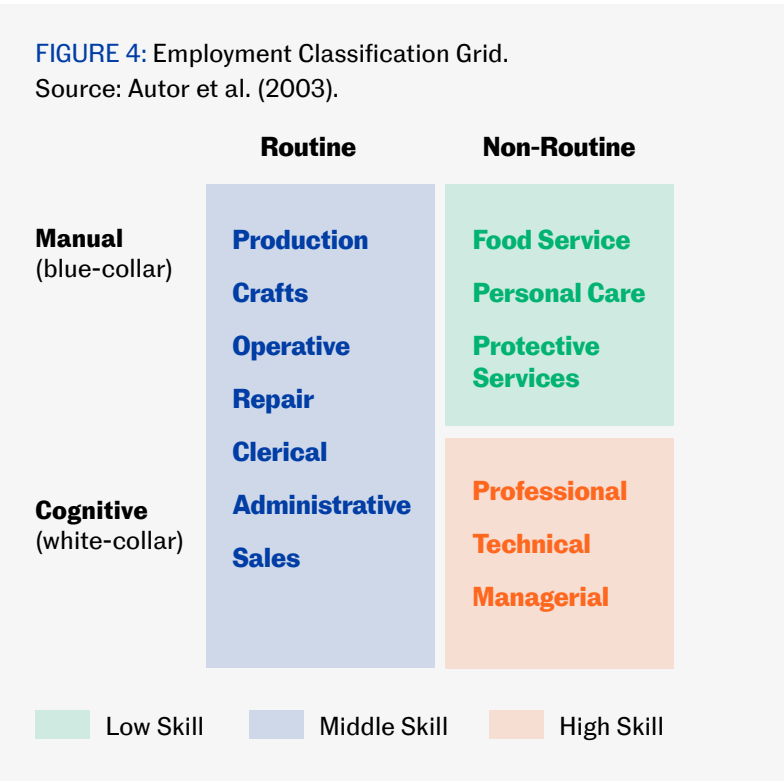 FIGURE 4: Employment Classification Grid.
Source: Autor et al. (2003).
Routine
Non-Routine
Manual
(blue-collar)
Production
Crafts
Operative
Repair
Clerical
Administrative
Sales
Food Service
Personal Care
Protective
Services
Cognitive
(white-collar)
Professional
Technical
Managerial
Low Skill
Middle Skill
High Skill